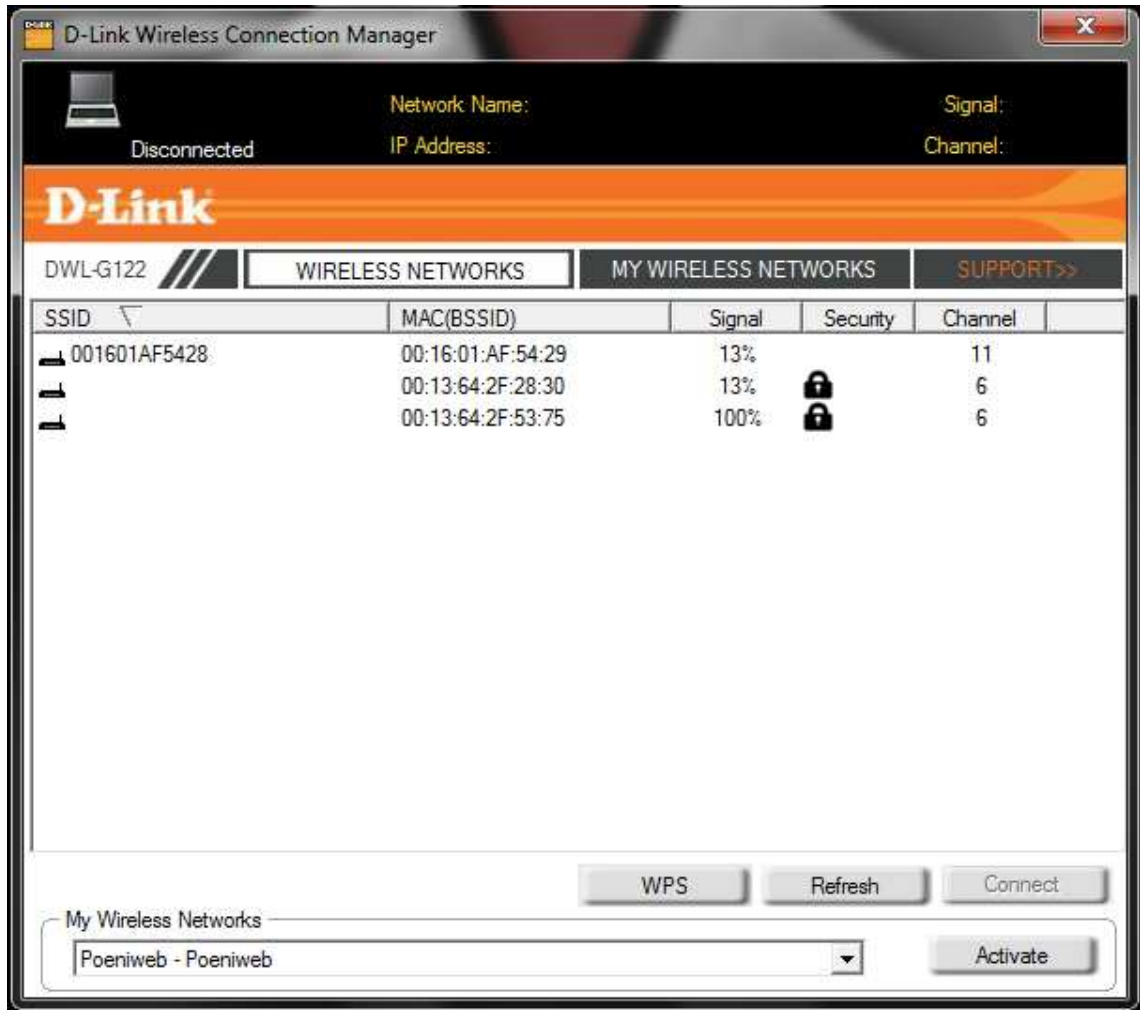 D-Link Wireless Connection Manager
Network Name: Signal:
Disconnected IP Address: Channel:
D-Link
DWL-G122 WIRELESS NETWORKS MY WIRELESS NETWORKS SUPPORT>>
SSID MAC(BSSID) Signal Security Channel
001601AF5428 00:16:01:AF:54:29 13% 11
00:13:64:2F:28:30 13% 6
00:13:64:2F:53:75 100% 6
WPS Refresh Connect
My Wireless Networks
Poeniweb - Poeniweb Activate